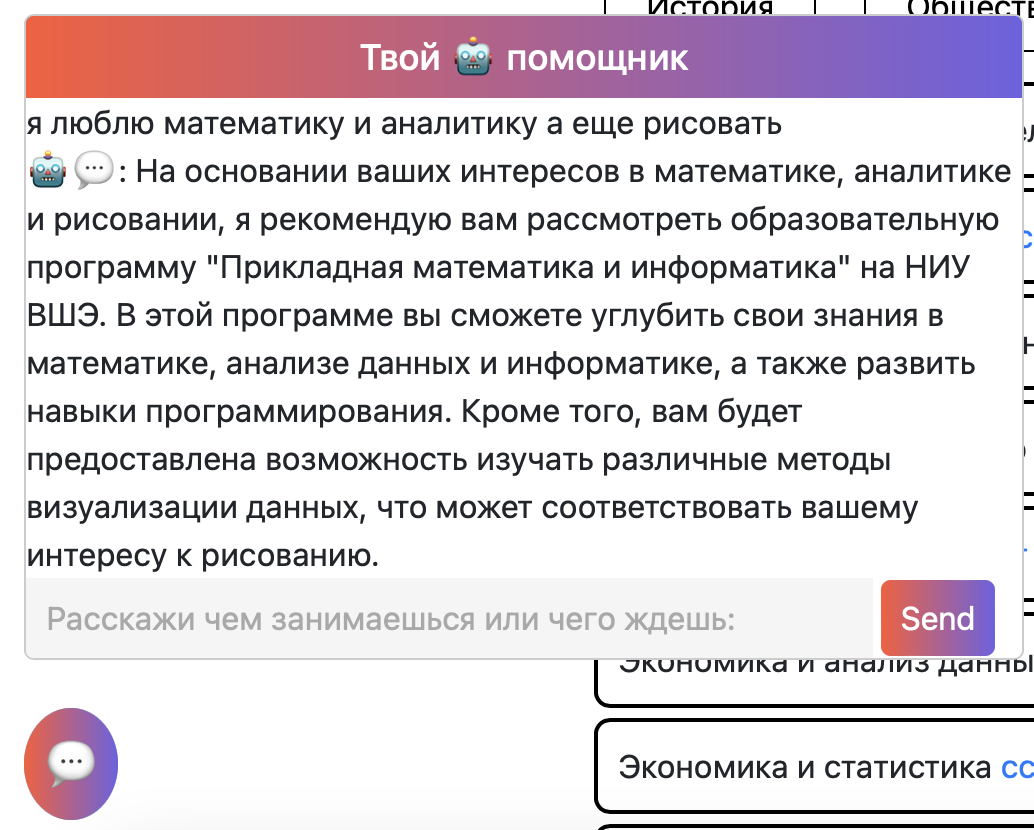 История
Твой помощник
я люблю математику и аналитику а еще рисовать
: На основании ваших интересов в математике, аналитике
и рисовании, я рекомендую вам рассмотреть образовательную
программу "Прикладная математика и информатика" на НИУ
ВШЭ. В этой программе вы сможете углубить свои знания в
математике, анализе данных и информатике, а также развить
навыки программирования. Кроме того, вам будет
предоставлена возможность изучать различные методы
визуализации данных, что может соответствовать вашему
интересу к рисованию.
Расскажи чем занимаешься или чего ждешь:
Send
Экономика и анализ данны
Экономика и статистика сс